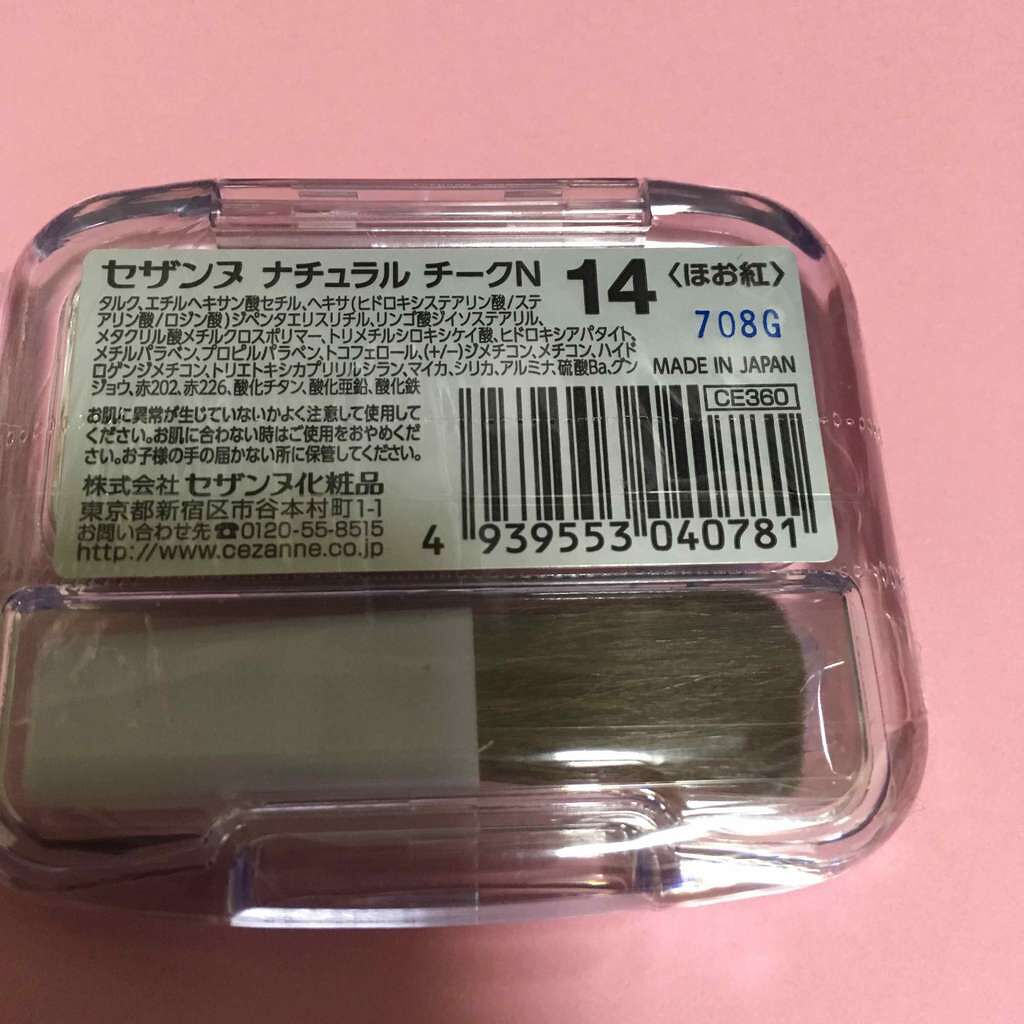 セザンヌ ナチュラル チークN 14 〈ほお紅〉
タルク、エチルヘキサン酸セチル、ヘキサ(ヒドロキシステアリン酸/ステ
アリン酸/ロジン酸)ジペンタエリスリチル、リンゴ酸ジイソステアリル、
メタクリル酸メチルクロスポリマー、トリメチルシロキシケイ酸、ヒドロキシアパタイト、
メチルパラベン、プロピルパラベン、トコフェロール、(+/-)ジメチコン、メチコン、ハイド
ロゲンジメチコン、トリエトキシカプリリルシラン、マイカ、シリカ、アルミナ、硫酸Ba、グン
ジョウ、赤202、赤226、酸化チタン、酸化亜鉛、酸化鉄
708G
MADE IN JAPAN
CE360
お肌に異常が生じていないかよく注意して使用して
ください。お肌に合わない時はご使用をおやめくだ
さい。お子様の手の届かない所に保管してください。
株式会社 セザンヌ化粧品
東京都新宿区市谷本村町1-1
お問い合わせ先☎0120-55-8515
http://www.cezanne.co.jp
4 939553 040781